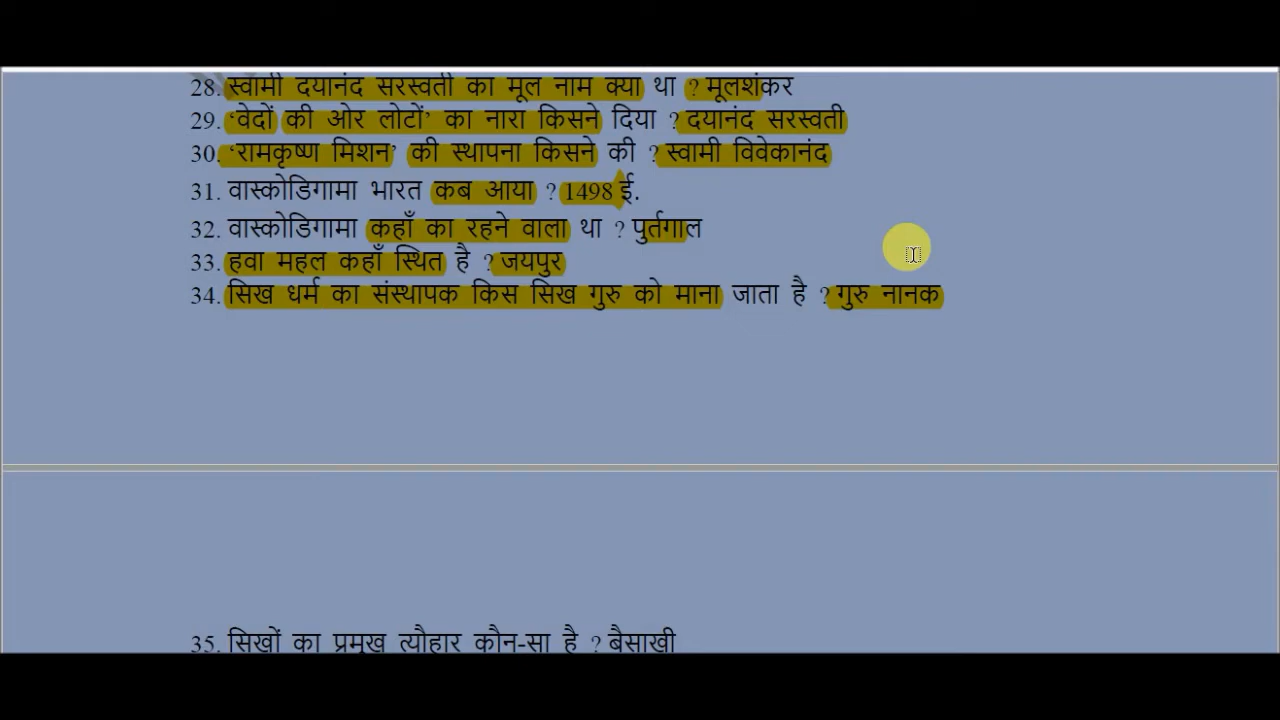 28. स्वामी दयानंद सरस्वती का मूल नाम क्या था ? मूलशंकर
29. ‘वेदों की ओर लोटों’ का नारा किसने दिया ? दयानंद सरस्वती
30. ‘रामकृष्ण मिशन’ की स्थापना किसने की ? स्वामी विवेकानंद
31. वास्कोडिगामा भारत कब आया ? 1498 ई.
32. वास्कोडिगामा कहाँ का रहने वाला था ? पुर्तगाल
33. हवा महल कहाँ स्थित है ? जयपुर
34. सिख धर्म का संस्थापक किस सिख गुरु को माना जाता है ? गुरु नानक
35. सिखों का प्रमुख त्यौहार कौन-सा है ? बैसाखी